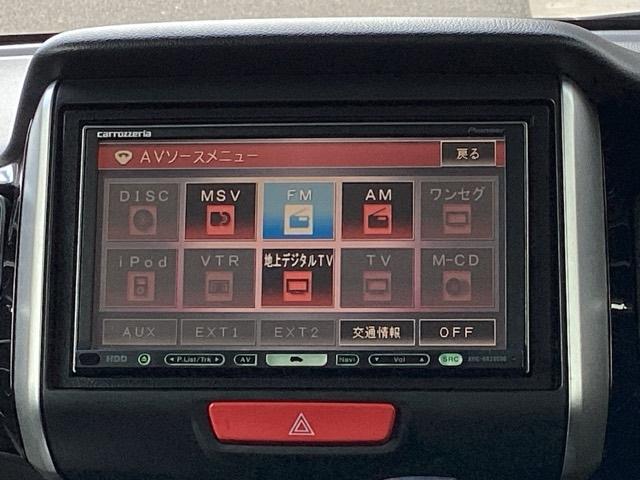 carrozzeria Pioneer
AVソースメニュー 戻る
DISC MSV FM AM ワンセグ
iPod VTR 地上デジタルTV TV M-CD
AUX EXT1 EXT2 交通情報 OFF
HDD P.List/Trk AV Navi Vol SRC